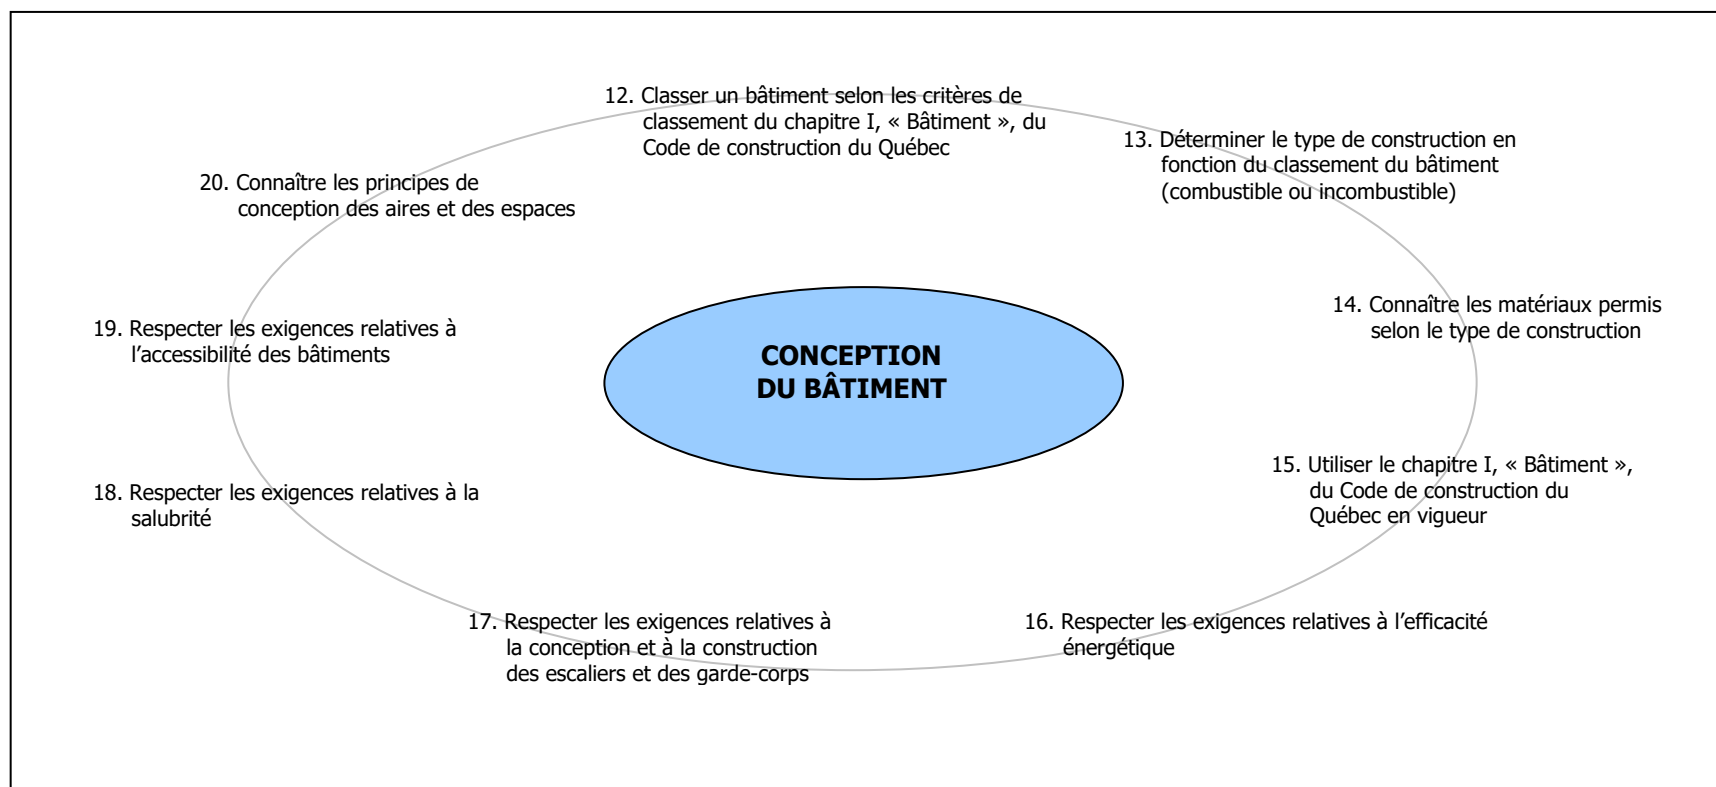 12. Classer un bâtiment selon les critères de
classement du chapitre I, « Bâtiment », du
Code de construction du Québec
13. Déterminer le type de construction en
fonction du classement du bâtiment
(combustible ou incombustible)
14. Connaître les matériaux permis
selon le type de construction
15. Utiliser le chapitre I, « Bâtiment »,
du Code de construction du
Québec en vigueur
16. Respecter les exigences relatives à l’efficacité
énergétique
17. Respecter les exigences relatives à
la conception et à la construction
des escaliers et des garde-corps
18. Respecter les exigences relatives à la
salubrité
19. Respecter les exigences relatives à
l’accessibilité des bâtiments
20. Connaître les principes de
conception des aires et des espaces
CONCEPTION
DU BÂTIMENT